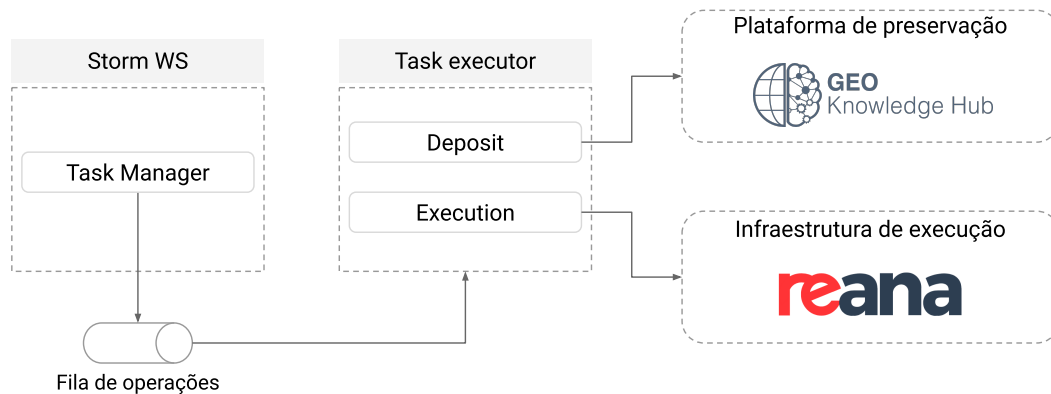 Storm WS
Task Manager
Fila de operações
Task executor
Deposit
Execution
Plataforma de preservação
GEO
Knowledge Hub
Infraestrutura de execução
reana